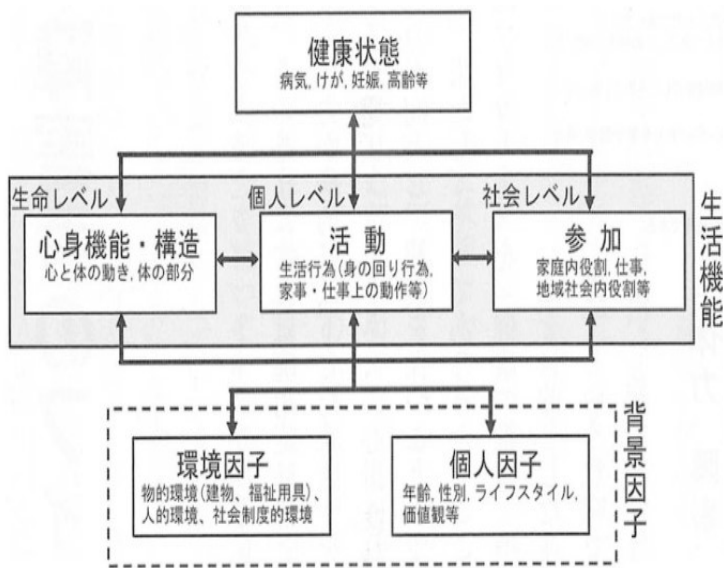 健康状態
病気, けが, 妊娠, 高齢等
生命レベル
個人レベル
社会レベル
生活機能
心身機能・構造
心と体の動き, 体の部分
活動
生活行為(身の回り行為,
家事・仕事上の動作等)
参加
家庭内役割, 仕事,
地域社会内役割等
背景因子
環境因子
物的環境(建物、福祉用具)、
人的環境、社会制度的環境
個人因子
年齢, 性別, ライフスタイル,
価値観等